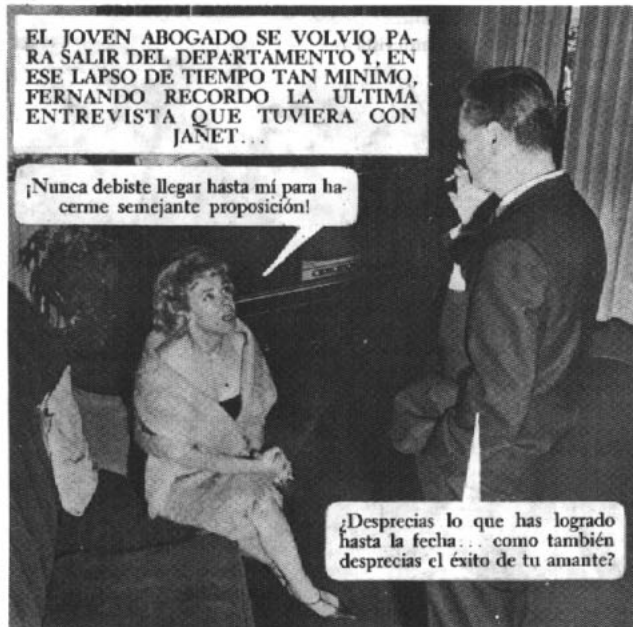 EL JOVEN ABOGADO SE VOLVIO PA-
RA SALIR DEL DEPARTAMENTO Y, EN
ESE LAPSO DE TIEMPO TAN MINIMO,
FERNANDO RECORDO LA ULTIMA
ENTREVISTA QUE TUVIERA CON
JAÑET...
¡Nunca debiste llegar hasta mí para ha-
cerme semejante proposición!
¿Desprecias lo que has logrado
hasta la fecha... como también
desprecias el éxito de tu amante?